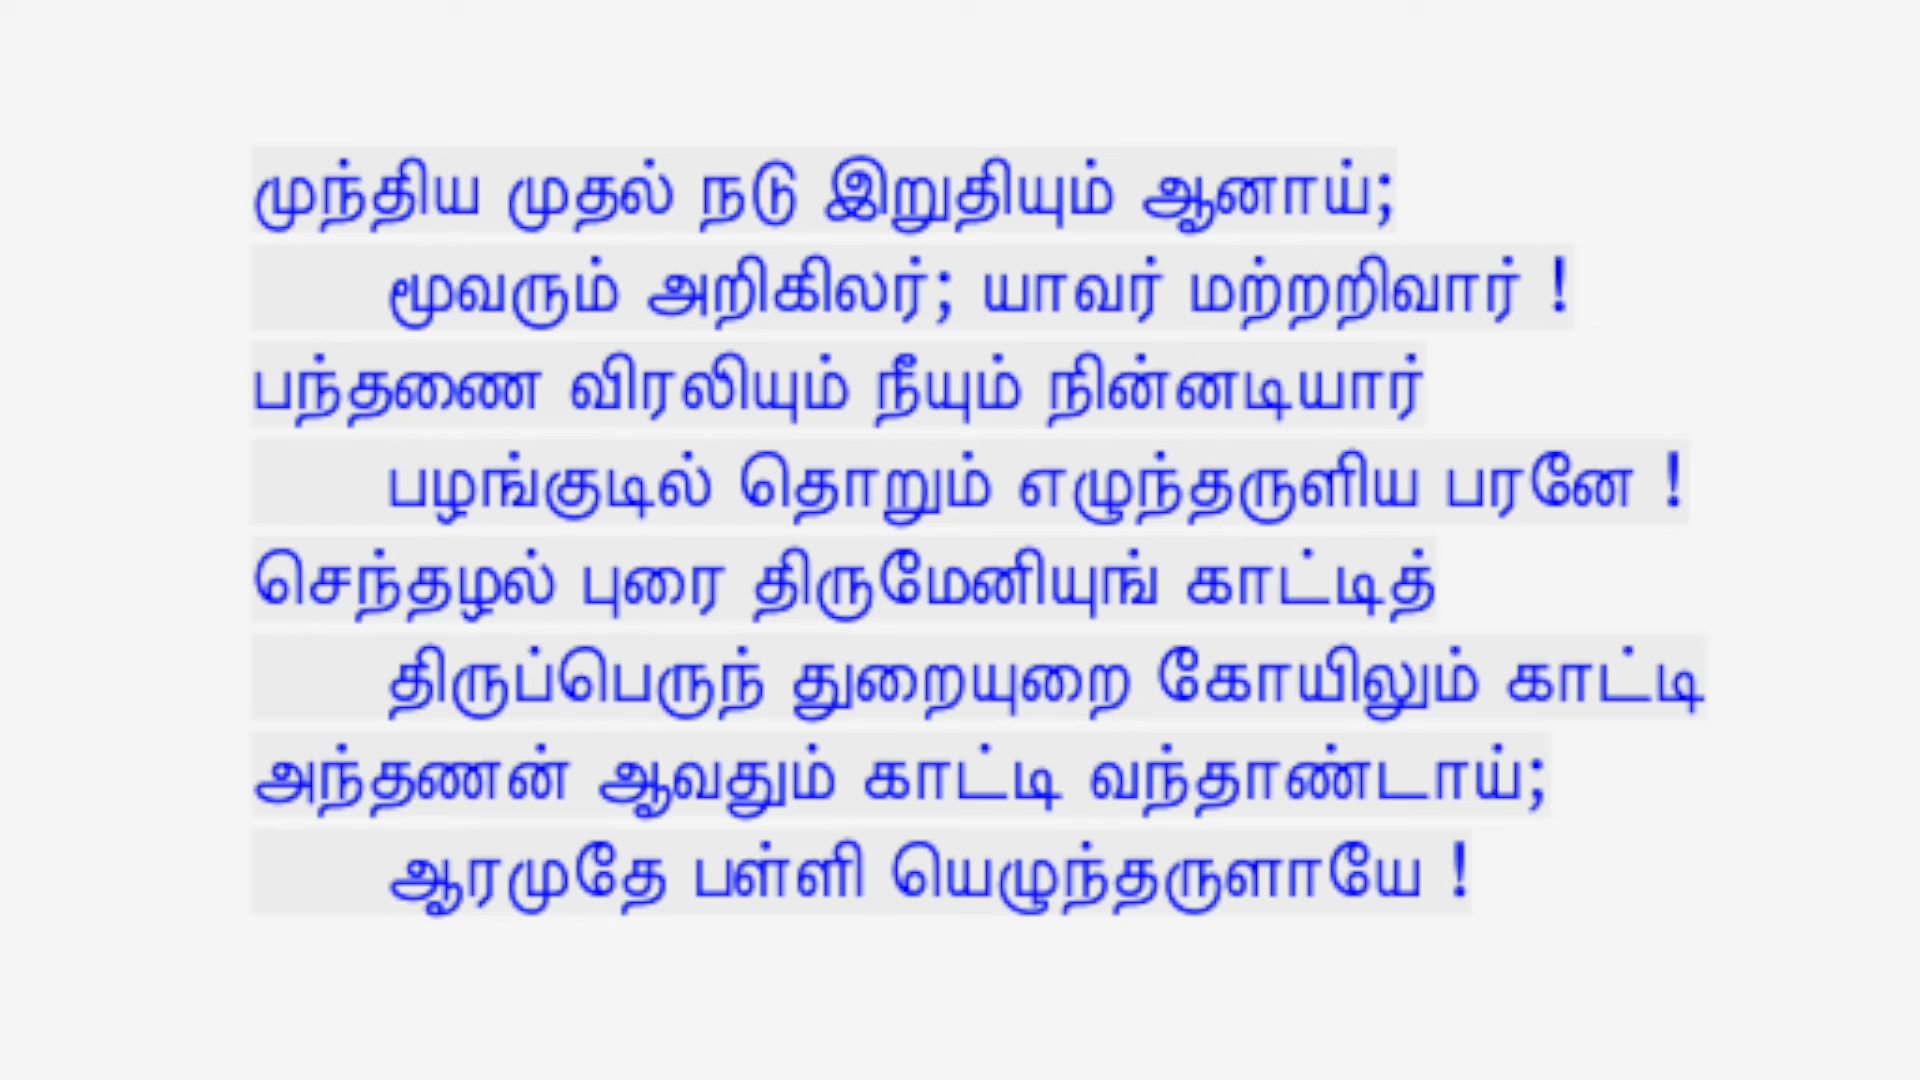 முந்திய முதல் நடு இறுதியும் ஆனாய்;
மூவரும் அறிகிலர்; யாவர் மற்றறிவார் !
பந்தணை விரலியும் நீயும் நின்னடியார்
பழங்குடில் தொறும் எழுந்தருளிய பரனே !
செந்தழல் புரை திருமேனியுங் காட்டித்
திருப்பெருந் துறையுறை கோயிலும் காட்டி
அந்தணன் ஆவதும் காட்டி வந்தாண்டாய்;
ஆரமுதே பள்ளி யெழுந்தருளாயே !